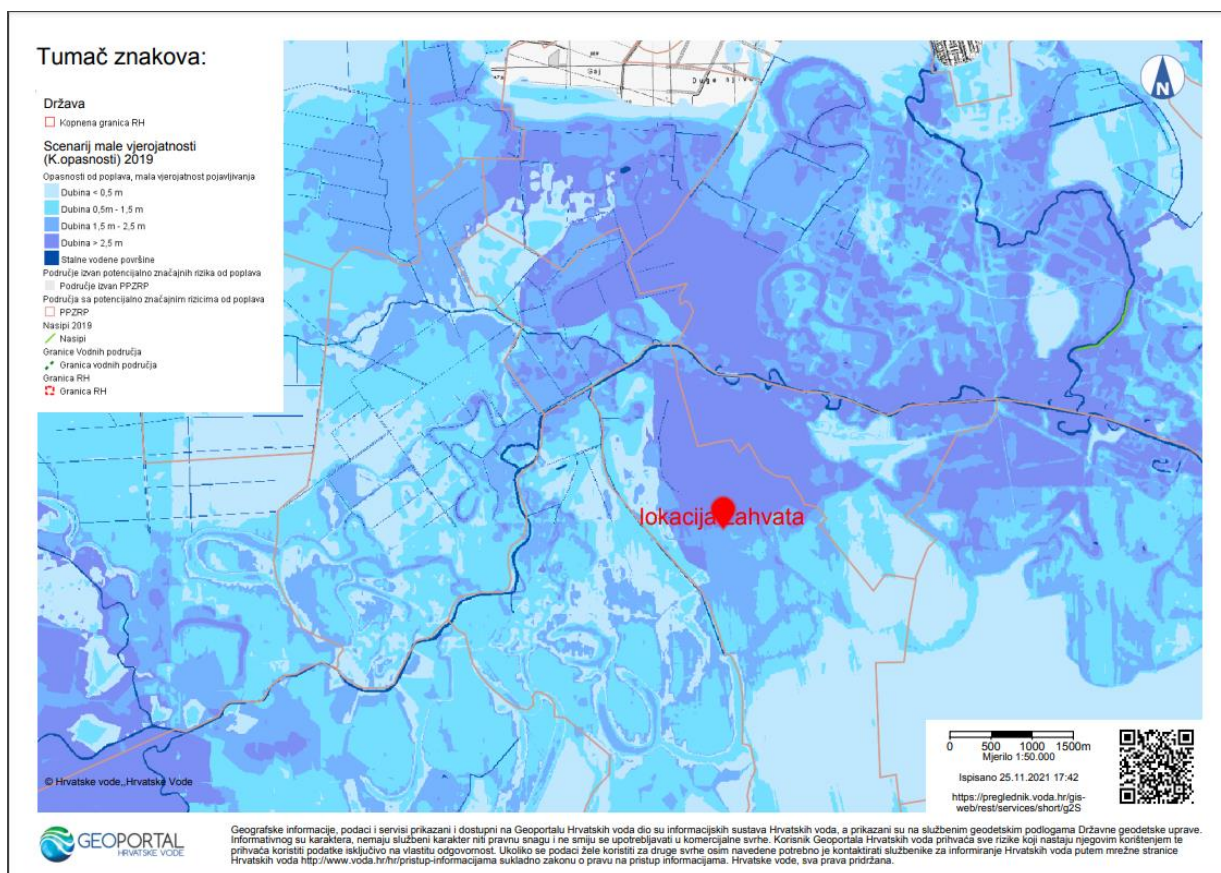 Tumač znakova:
Država
Kopnena granica RH
Scenarij male vjerojatnosti
(K.opasnosti) 2019
Opasnosti od poplava, mala vjerojatnost pojavljivanja
Dubina < 0,5 m
Dubina 0,5m - 1,5 m
Dubina 1,5 m - 2,5 m
Dubina > 2,5 m
Stalne vodene površine
Područje izvan potencijalno značajnih rizika od poplava
Područje izvan PPZRP
Područja sa potencijalno značajnim rizicima od poplava
PPZRP
Nasipi 2019
Nasipi
Granice Vodnih područja
Granica vodnih područja
Granica RH
Granica RH
Gaj
N
lokacija zahvata
0 500 1000 1500m
Mjerilo 1:50.000
Ispisano 25.11.2021 17:42
https://preglednik.voda.hr/gis-
web/rest/services/short/g2S
© Hrvatske vode,,Hrvatske Vode
GEOPORTAL
HRVATSKE VODE
Geografske informacije, podaci i servisi prikazani i dostupni na Geoportalu Hrvatskih voda dio su informacijskih sustava Hrvatskih voda, a prikazani su na službenim geodetskim podlogama Državne geodetske uprave.
Informativnog su karaktera, nemaju službeni karakter niti pravnu snagu i ne smiju se upotrebljavati u komercijalne svrhe. Korisnik Geoportala Hrvatskih voda prihvaća sve rizike koji nastaju njegovim korištenjem te
prihvaća koristiti podatke isključivo na vlastitu odgovornost. Ukoliko se podaci žele koristiti za druge svrhe osim navedene potrebno je kontaktirati službenike za informiranje Hrvatskih voda putem mrežne stranice
Hrvatskih voda http://www.voda.hr/hr/pristup-informacijama sukladno zakonu o pravu na pristup informacijama. Hrvatske vode, sva prava pridržana.